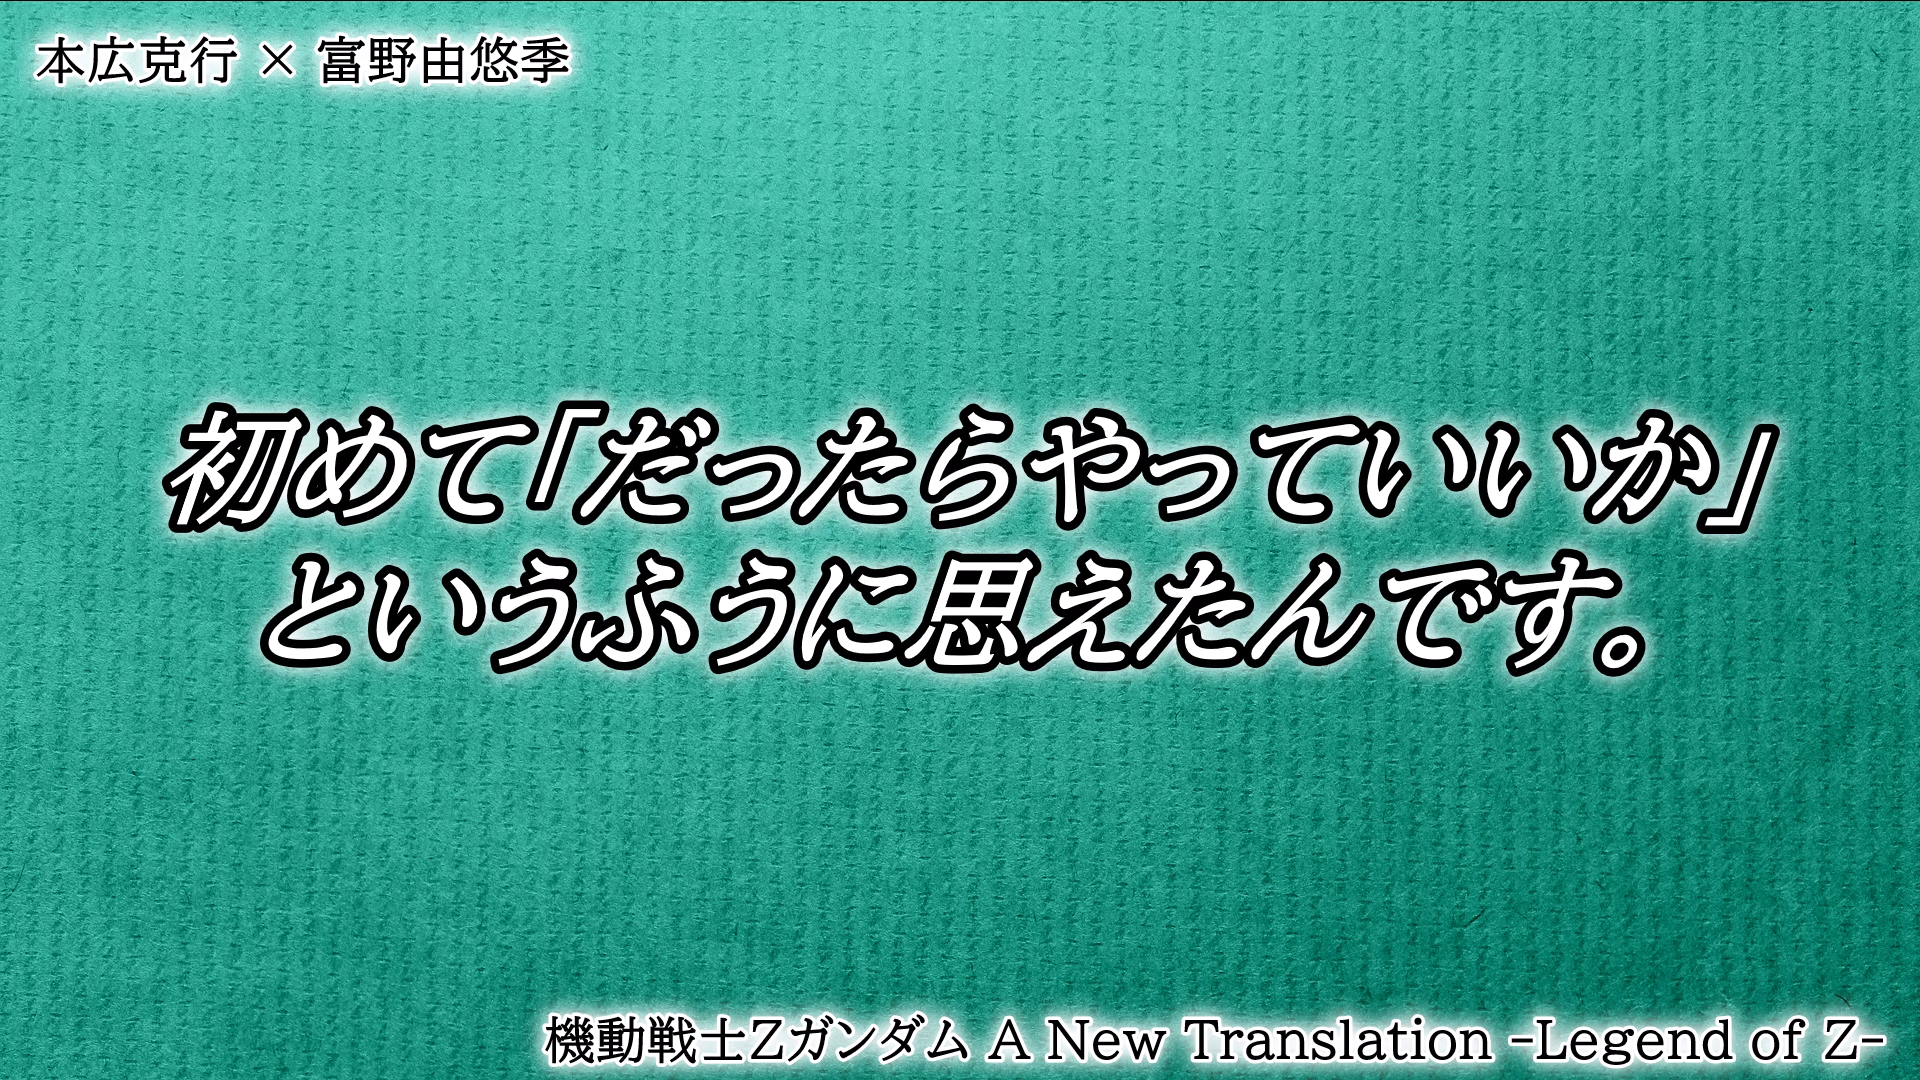 本広克行 × 富野由悠季
初めて「だったらやっていいか」
というふうに思えたんです。
機動戦士Zガンダム A New Translation -Legend of Z-